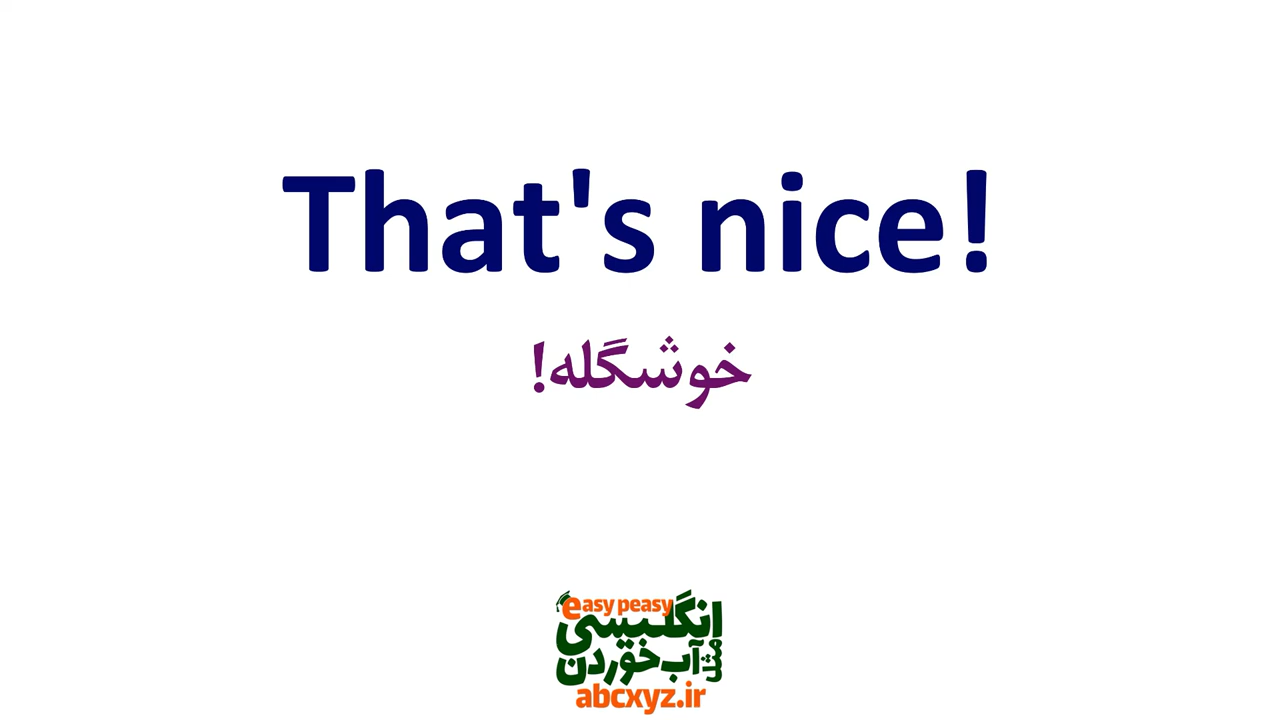 That's nice!
خوشگله!
easy peasy
انگلیسی
مثل آب خوردن
abcxyz.ir